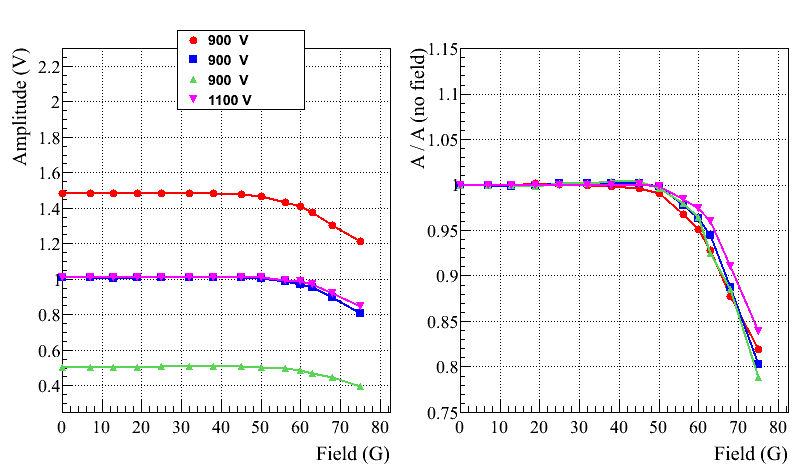 900 V
900 V
900 V
1100 V
Amplitude (V)
2.2
2
1.8
1.6
1.4
1.2
1
0.8
0.6
0.4
0 10 20 30 40 50 60 70 80
Field (G)
A / A (no field)
1.15
1.1
1.05
1
0.95
0.9
0.85
0.8
0.75
0 10 20 30 40 50 60 70 80
Field (G)